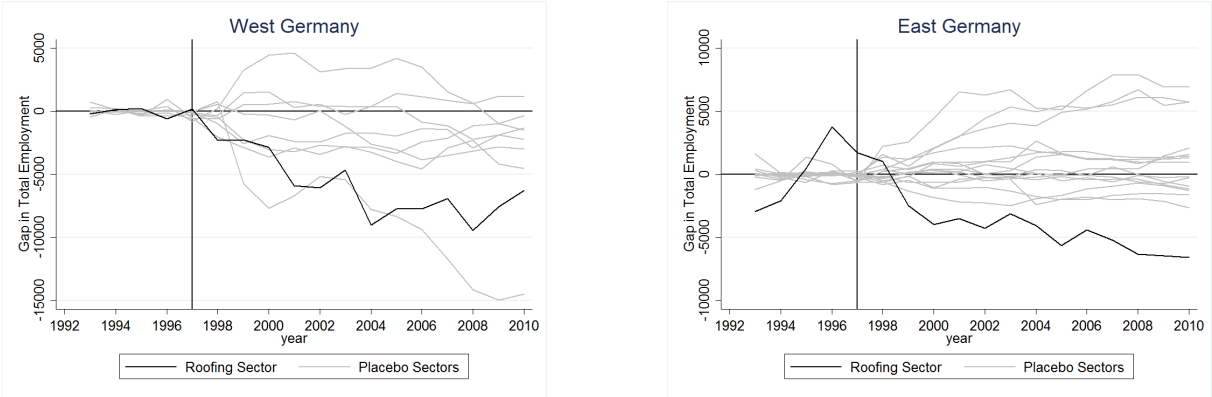 West Germany
Gap in Total Employment
5000
0
-5000
-10000
-15000
1992 1994 1996 1998 2000 2002 2004 2006 2008 2010
year
Roofing Sector Placebo Sectors
East Germany
Gap in Total Employment
10000
5000
0
-5000
-10000
1992 1994 1996 1998 2000 2002 2004 2006 2008 2010
year
Roofing Sector Placebo Sectors